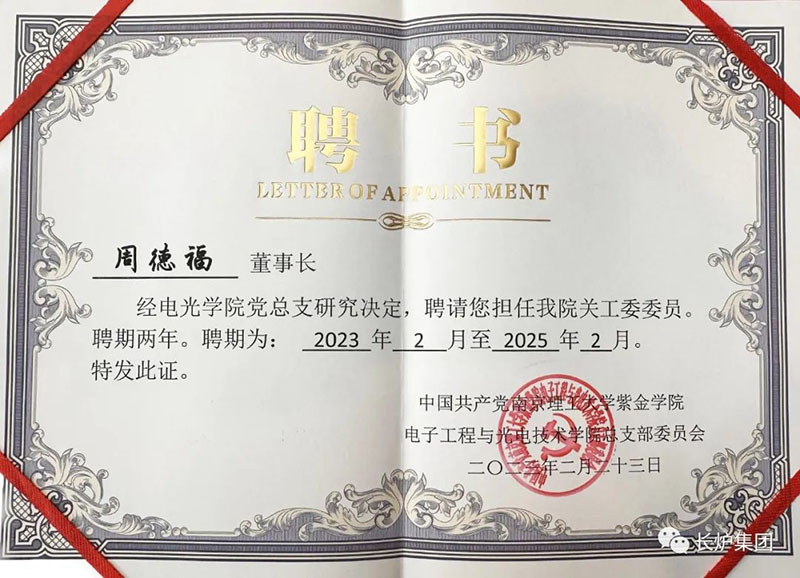 聘 书
LETTER OF APPOINTMENT
周德福 董事长
经电光学院党总支研究决定，聘请您担任我院关工委委员。
聘期两年。聘期为： 2023 年 2 月至 2025 年 2 月。
特发此证。
中国共产党南京理工大学紫金学院
电子工程与光电技术学院总支部委员会
二〇二三年二月二十三日
长炉集团